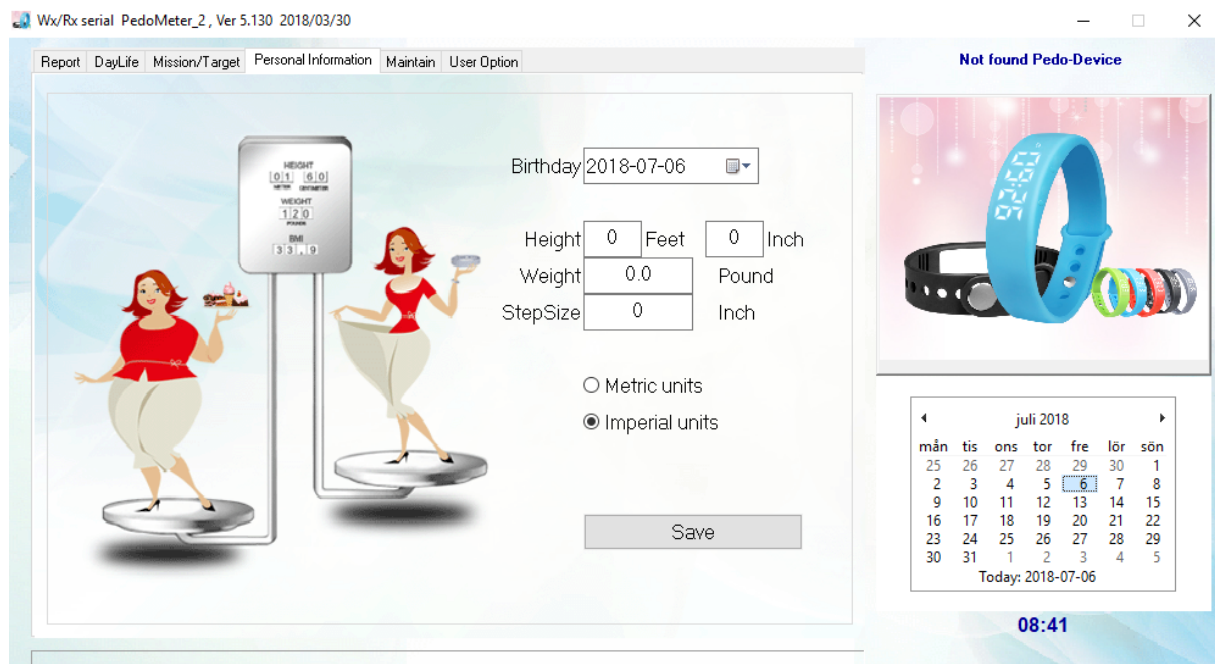 Wx/Rx serial PedoMeter_2 , Ver 5.130 2018/03/30
Report DayLife Mission/Target Personal Information Maintain User Option
Not found Pedo-Device
HEIGHT
01 60
METER CENTIMETER
WEIGHT
120
POUNDS
BMI
33.9
Birthday 2018-07-06
Height 0 Feet 0 Inch
Weight 0.0 Pound
StepSize 0 Inch
Metric units
Imperial units
Save
02:69
juli 2018
mån tis ons tor fre lör sön
25 26 27 28 29 30 1
2 3 4 5 6 7 8
9 10 11 12 13 14 15
16 17 18 19 20 21 22
23 24 25 26 27 28 29
30 31 1 2 3 4 5
Today: 2018-07-06
08:41